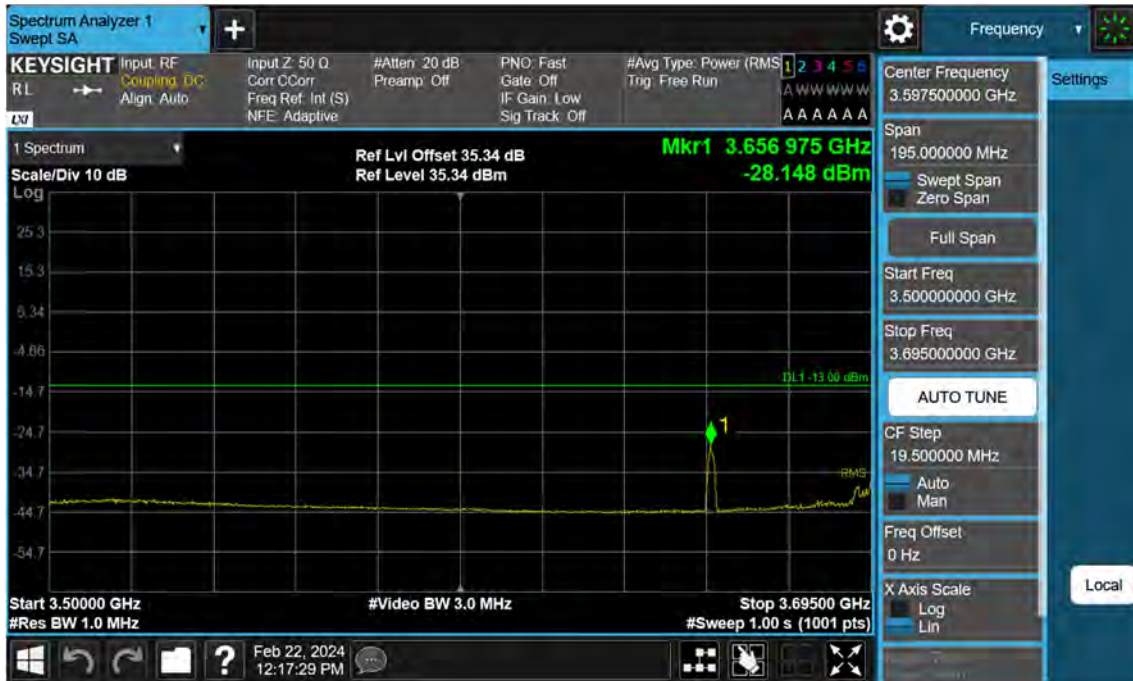 Spectrum Analyzer 1
Swept SA
+
Frequency
KEYSIGHT
RL
LXI
Input: RF
Coupling: DC
Align: Auto
Input Z: 50 Ω
Corr CCorr
Freq Ref: Int (S)
NFE: Adaptive
#Atten: 20 dB
Preamp: Off
PNO: Fast
Gate: Off
IF Gain: Low
Sig Track: Off
#Avg Type: Power (RMS
Trig: Free Run
1 2 3 4 5 6
A W W W W W
A A A A A A
1 Spectrum
Scale/Div 10 dB
Log
Ref Lvl Offset 35.34 dB
Ref Level 35.34 dBm
Mkr1 3.656 975 GHz
-28.148 dBm
25.3
15.3
5.34
-4.66
DL1 -13.00 dBm
-14.7
-24.7
1
-34.7
RMS
-44.7
-54.7
Start 3.50000 GHz
#Video BW 3.0 MHz
Stop 3.69500 GHz
#Res BW 1.0 MHz
#Sweep 1.00 s (1001 pts)
?
Feb 22, 2024
12:17:29 PM
Center Frequency
3.597500000 GHz
Span
195.000000 MHz
Swept Span
Zero Span
Full Span
Start Freq
3.500000000 GHz
Stop Freq
3.695000000 GHz
AUTO TUNE
CF Step
19.500000 MHz
Auto
Man
Freq Offset
0 Hz
X Axis Scale
Log
Lin
Settings
Local